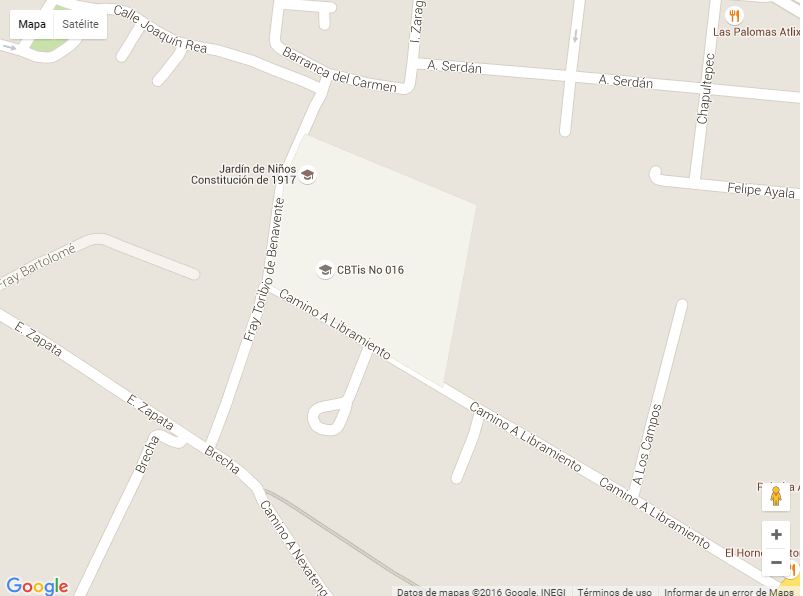 Mapa
Satélite
Calle Joaquín Rea
I. Zarag
Las Palomas Atlix
Barranca del Carmen
A. Serdán
A. Serdán
Chapultepec
Jardín de Niños
Constitución de 1917
Felipe Ayala
Fray Toribio de Benavente
Fray Bartolomé
CBTis No 016
Camino A Libramiento
E. Zapata
E. Zapata
Brecha
Brecha
Camino A Libramiento
A Los Campos
Camino A Libramiento
Camino A Nexateng
El Horno
Google
Datos de mapas ©2016 Google, INEGI
Términos de uso
Informar de un error de Maps